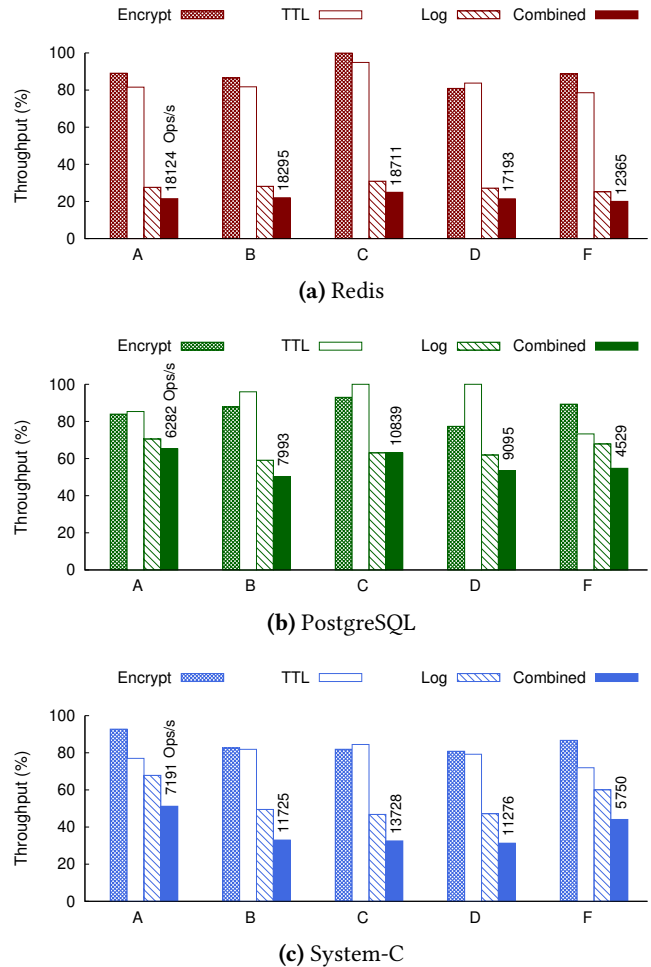 Encrypt TTL Log Combined
Throughput (%)
100
80
60
40
20
0
18124 Ops/s
18295
18711
17193
12365
A B C D F
(a) Redis
Encrypt TTL Log Combined
Throughput (%)
100
80
60
40
20
0
6282 Ops/s
7993
10839
9095
4529
A B C D F
(b) PostgreSQL
Encrypt TTL Log Combined
Throughput (%)
100
80
60
40
20
0
7191 Ops/s
11725
13728
11276
5750
A B C D F
(c) System-C